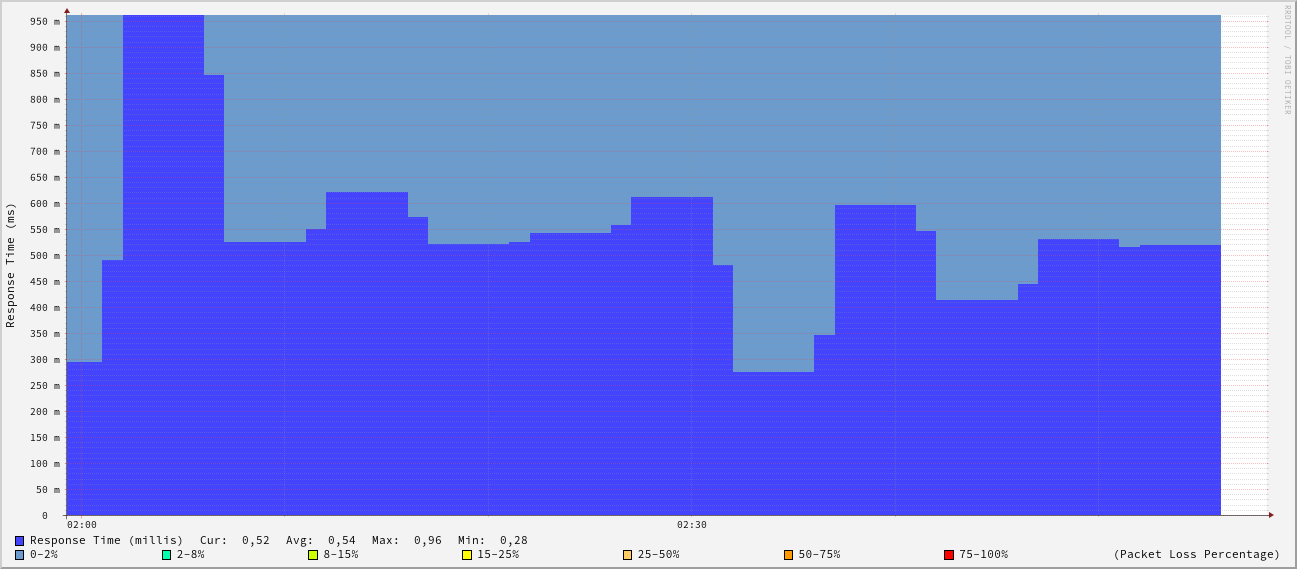 RRDTOOL / TOBI OETIKER
Response Time (ms)
950 m
900 m
850 m
800 m
750 m
700 m
650 m
600 m
550 m
500 m
450 m
400 m
350 m
300 m
250 m
200 m
150 m
100 m
50 m
0
02:00 02:30
Response Time (millis) Cur: 0,52 Avg: 0,54 Max: 0,96 Min: 0,28
0-2% 2-8% 8-15% 15-25% 25-50% 50-75% 75-100% (Packet Loss Percentage)